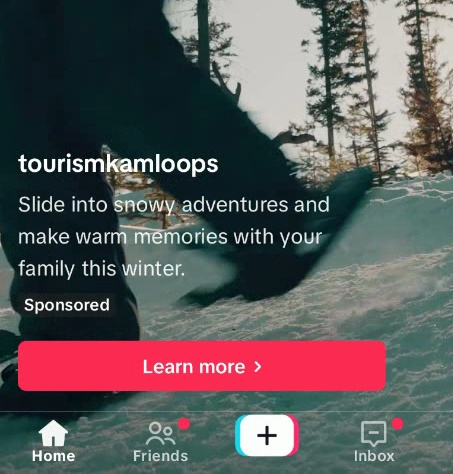 tourismkamloops
Slide into snowy adventures and
make warm memories with your
family this winter.
Sponsored
Learn more >
Home
Friends
Inbox